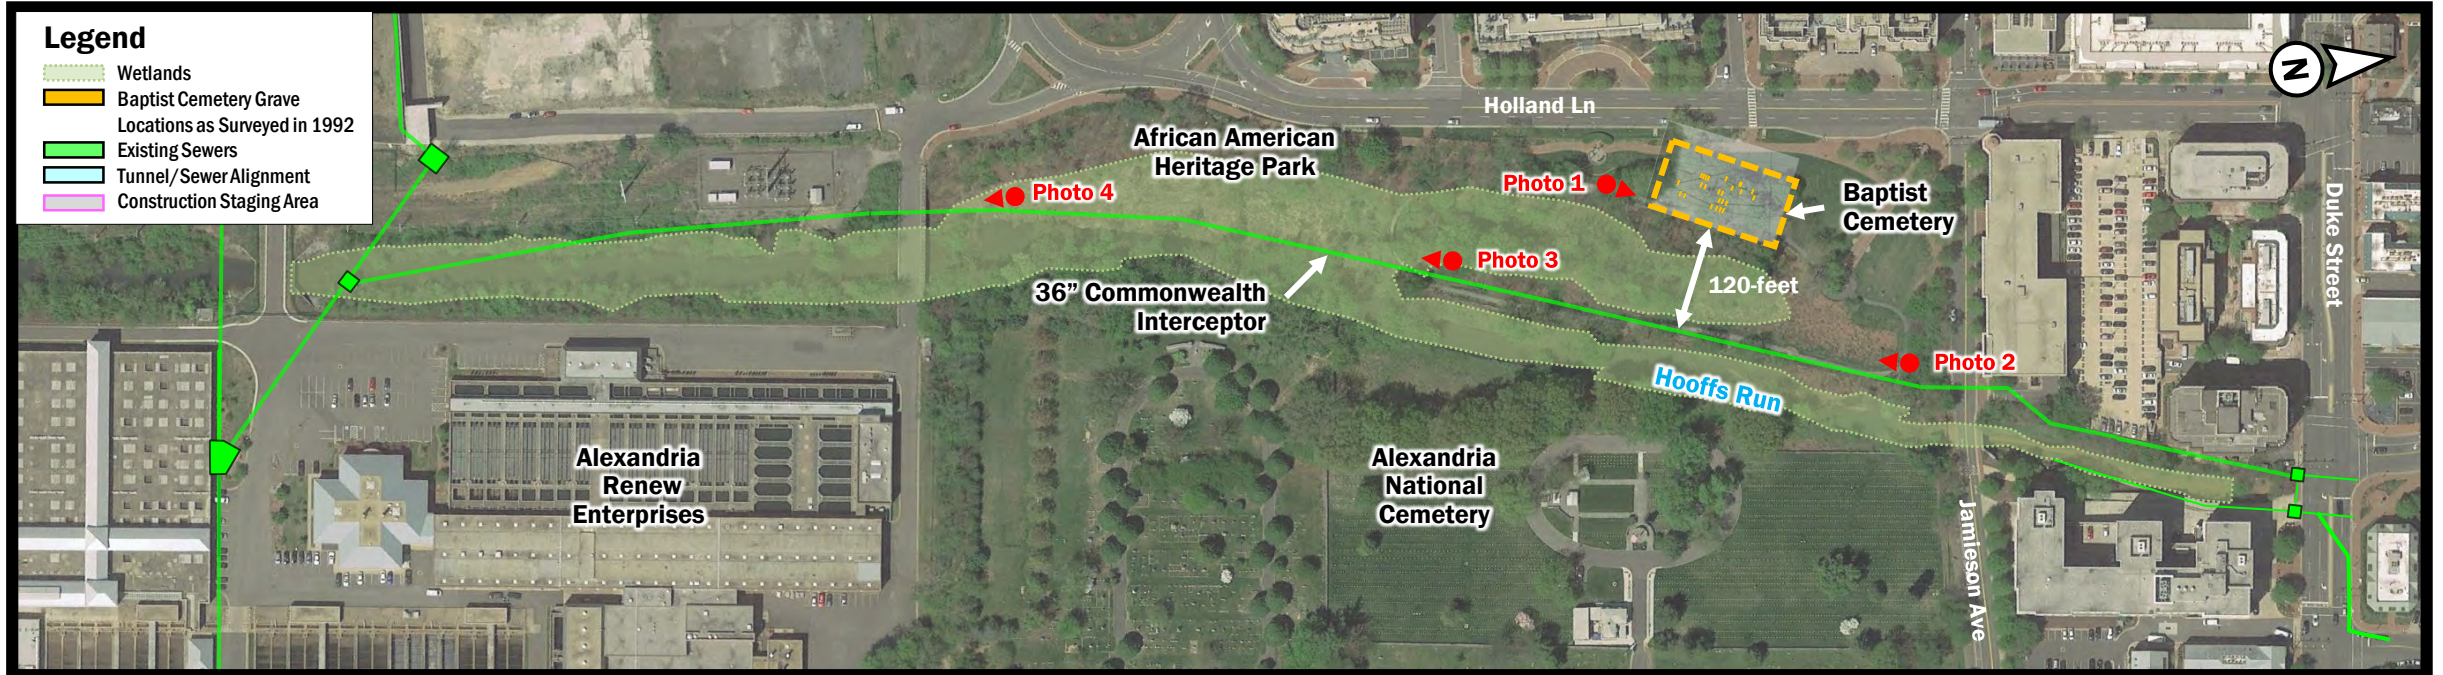 Legend
Wetlands
Baptist Cemetery Grave
Locations as Surveyed in 1992
Existing Sewers
Tunnel/Sewer Alignment
Construction Staging Area
N
Holland Ln
African American
Heritage Park
Photo 4
Photo 1
Baptist
Cemetery
Duke Street
Photo 3
120-feet
36” Commonwealth
Interceptor
Photo 2
Hooffs Run
Alexandria
Renew
Enterprises
Alexandria
National
Cemetery
Jamieson Ave